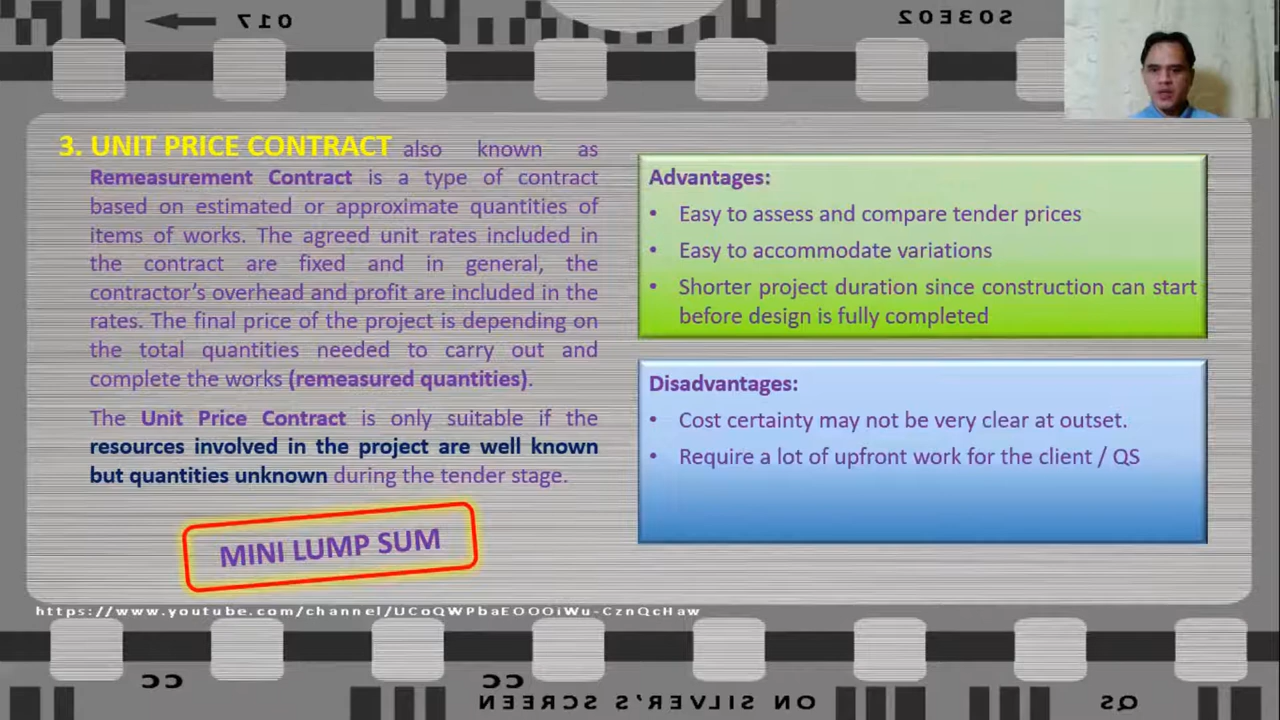 017
S03E02
3. UNIT PRICE CONTRACT also known as
Remeasurement Contract is a type of contract
based on estimated or approximate quantities of
items of works. The agreed unit rates included in
the contract are fixed and in general, the
contractor's overhead and profit are included in the
rates. The final price of the project is depending on
the total quantities needed to carry out and
complete the works (remeasured quantities).
The Unit Price Contract is only suitable if the
resources involved in the project are well known
but quantities unknown during the tender stage.
MINI LUMP SUM
Advantages:
• Easy to assess and compare tender prices
• Easy to accommodate variations
• Shorter project duration since construction can start
before design is fully completed
Disadvantages:
• Cost certainty may not be very clear at outset.
• Require a lot of upfront work for the client / QS
https://www.youtube.com/channel/UCoQWPbaEOOOiWu-CznQcHaw
CC
CC
ON SILVER'S SCREEN
QS